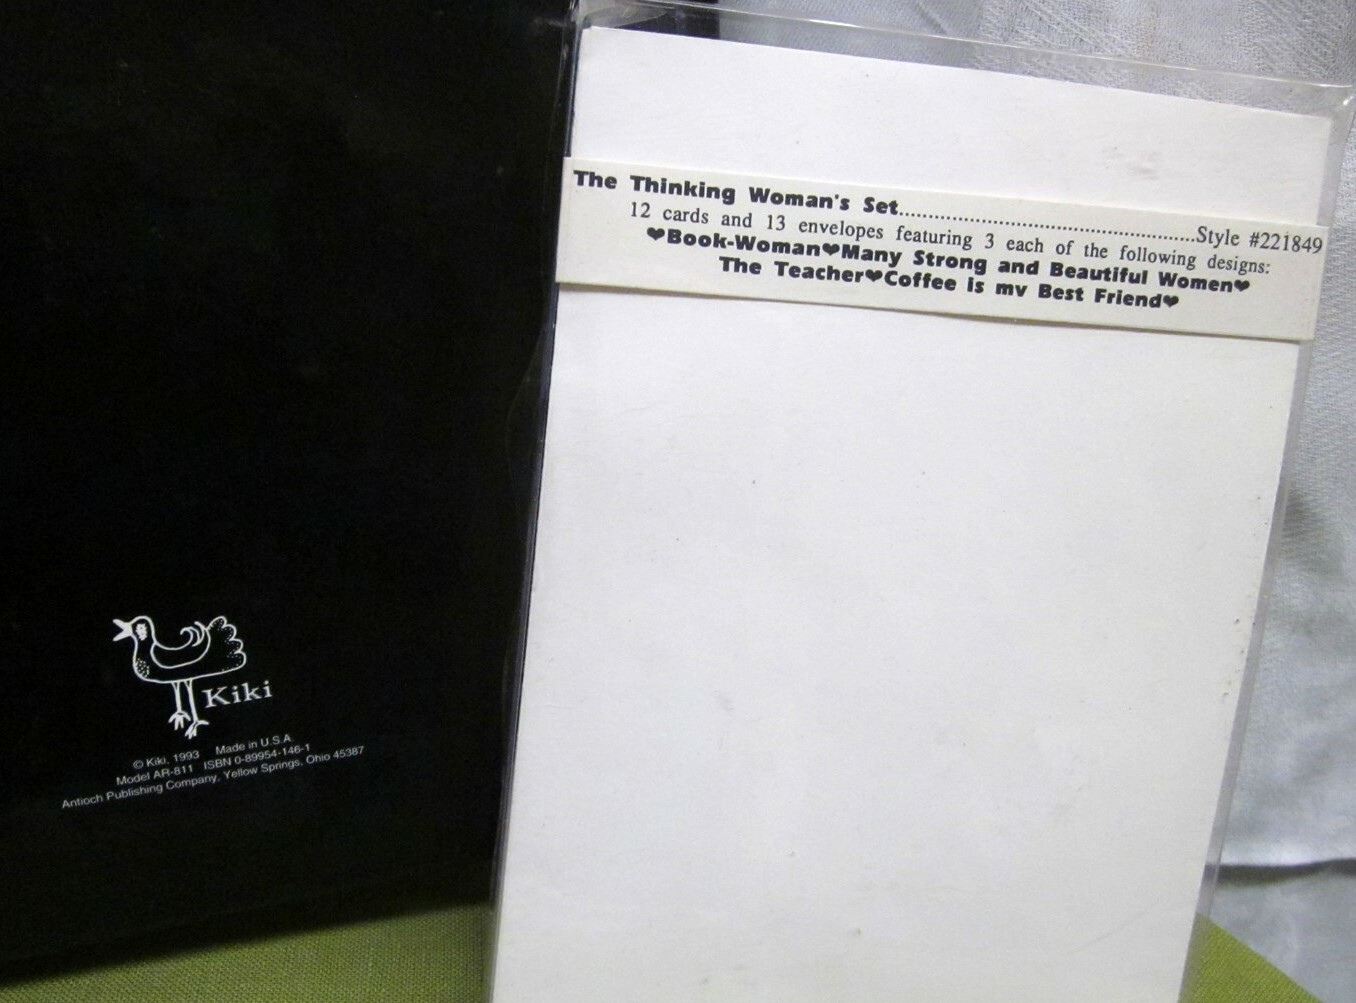 Kiki
© Kiki, 1993 Made in U.S.A.
Model AR-811 ISBN 0-89954-146-1
Antioch Publishing Company, Yellow Springs, Ohio 45387
The Thinking Woman's Set..................................................Style #221849
12 cards and 13 envelopes featuring 3 each of the following designs:
❤Book-Woman❤Many Strong and Beautiful Women❤
The Teacher❤Coffee is my Best Friend❤